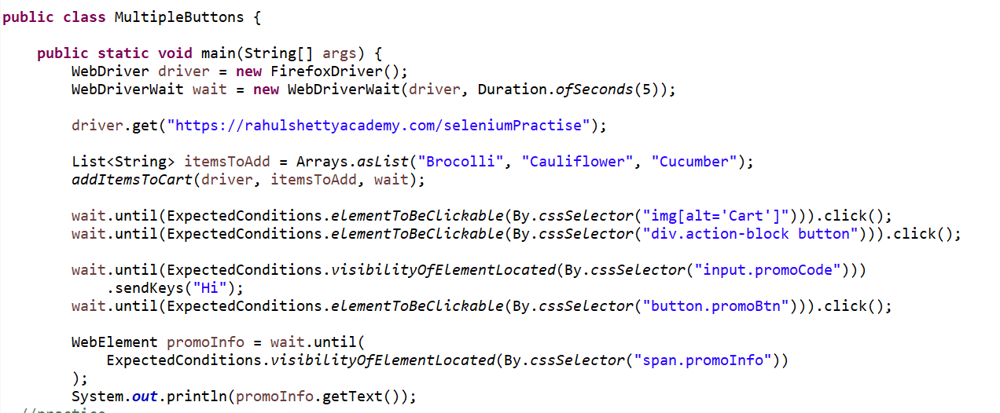 public class MultipleButtons {
public static void main(String[] args) {
WebDriver driver = new FirefoxDriver();
WebDriverWait wait = new WebDriverWait(driver, Duration.ofSeconds(5));
driver.get("https://rahulshettyacademy.com/seleniumPractise");
List<String> itemsToAdd = Arrays.asList("Brocolli", "Cauliflower", "Cucumber");
addItemsToCart(driver, itemsToAdd, wait);
wait.until(ExpectedConditions.elementToBeClickable(By.cssSelector("img[alt='Cart']"))).click();
wait.until(ExpectedConditions.elementToBeClickable(By.cssSelector("div.action-block button"))).click();
wait.until(ExpectedConditions.visibilityOfElementLocated(By.cssSelector("input.promoCode")))
.sendKeys("Hi");
wait.until(ExpectedConditions.elementToBeClickable(By.cssSelector("button.promoBtn"))).click();
WebElement promoInfo = wait.until(
ExpectedConditions.visibilityOfElementLocated(By.cssSelector("span.promoInfo"))
);
System.out.println(promoInfo.getText());
//practice